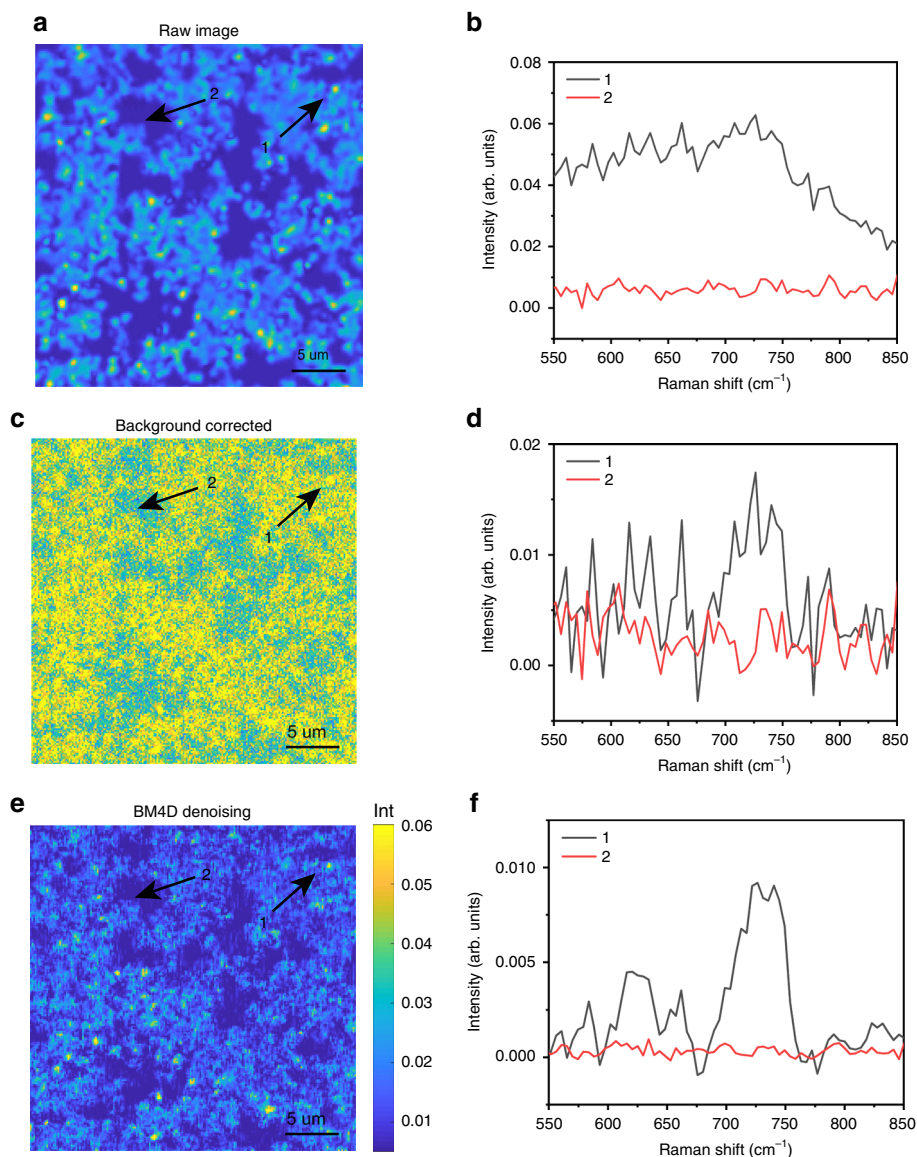 a
Raw image
2
1
5 um
b
0.08
0.06
0.04
0.02
0.00
Intensity (arb. units)
1
2
550 600 650 700 750 800 850
Raman shift (cm⁻¹)
c
Background corrected
2
1
5 um
d
0.02
0.01
0.00
Intensity (arb. units)
1
2
550 600 650 700 750 800 850
Raman shift (cm⁻¹)
e
BM4D denoising
2
1
5 um
Int
0.06
0.05
0.04
0.03
0.02
0.01
f
0.010
0.005
0.000
Intensity (arb. units)
1
2
550 600 650 700 750 800 850
Raman shift (cm⁻¹)